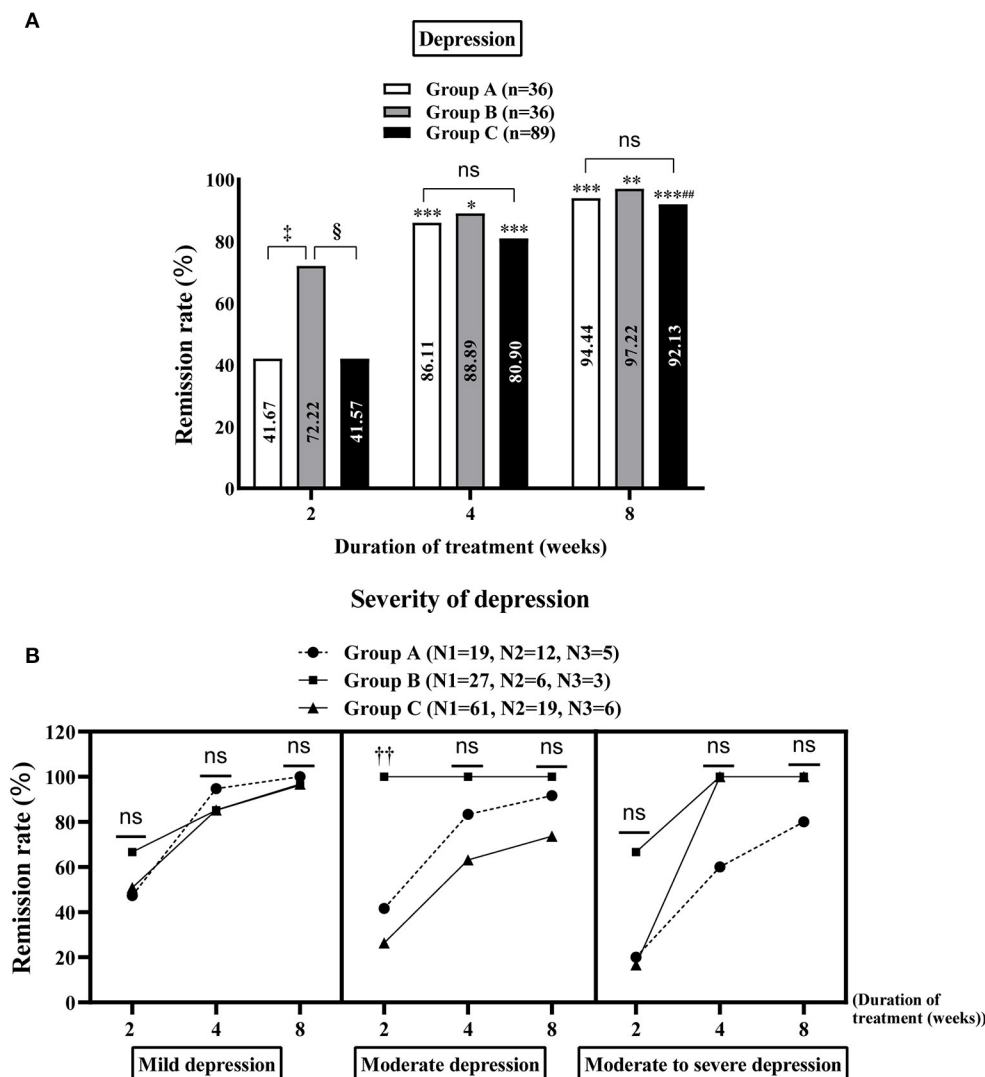 A
Depression
Group A (n=36)
Group B (n=36)
Group C (n=89)
ns
ns
*** * ***
*** ** ***##
‡ §
Remission rate (%)
100
80
60
40
20
0
41.67 72.22 41.57
86.11 88.89 80.90
94.44 97.22 92.13
2 4 8
Duration of treatment (weeks)
Severity of depression
B
Group A (N1=19, N2=12, N3=5)
Group B (N1=27, N2=6, N3=3)
Group C (N1=61, N2=19, N3=6)
Remission rate (%)
120
100
80
60
40
20
0
ns ns ns
†† ns ns
ns ns ns
2 4 8 2 4 8 2 4 8
(Duration of
treatment (weeks))
Mild depression
Moderate depression
Moderate to severe depression